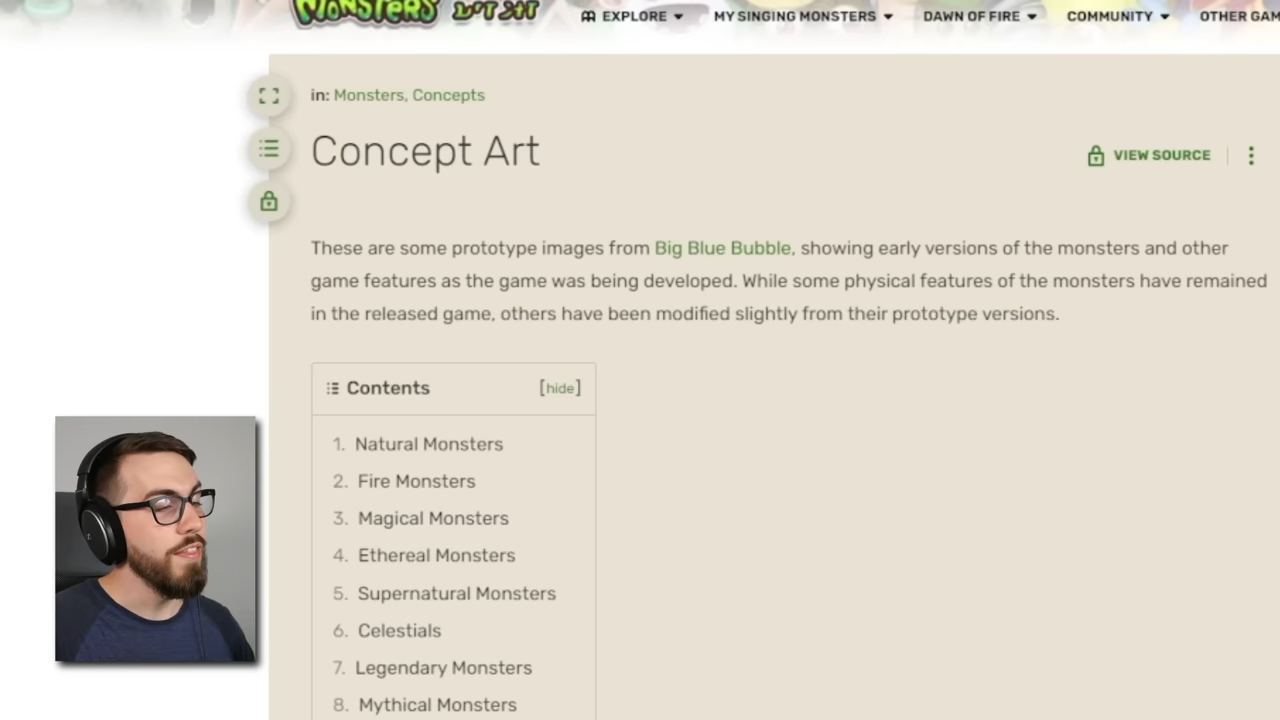 MONSTERS
EXPLORE MY SINGING MONSTERS DAWN OF FIRE COMMUNITY OTHER GAM
in: Monsters, Concepts
Concept Art
VIEW SOURCE
These are some prototype images from Big Blue Bubble, showing early versions of the monsters and other
game features as the game was being developed. While some physical features of the monsters have remained
in the released game, others have been modified slightly from their prototype versions.
Contents [hide]
1. Natural Monsters
2. Fire Monsters
3. Magical Monsters
4. Ethereal Monsters
5. Supernatural Monsters
6. Celestials
7. Legendary Monsters
8. Mythical Monsters